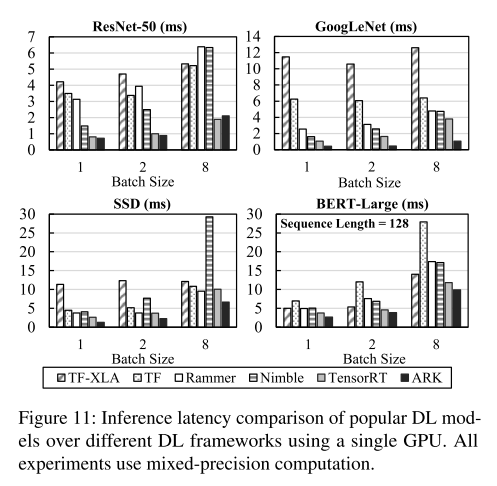 ResNet-50 (ms)
7
6
5
4
3
2
1
0
1 2 8
Batch Size
GoogLeNet (ms)
14
12
10
8
6
4
2
0
1 2 8
Batch Size
SSD (ms)
30
25
20
15
10
5
0
1 2 8
Batch Size
BERT-Large (ms)
Sequence Length = 128
30
25
20
15
10
5
0
1 2 8
Batch Size
TF-XLA TF Rammer Nimble TensorRT ARK
Figure 11: Inference latency comparison of popular DL mod-
els over different DL frameworks using a single GPU. All
experiments use mixed-precision computation.